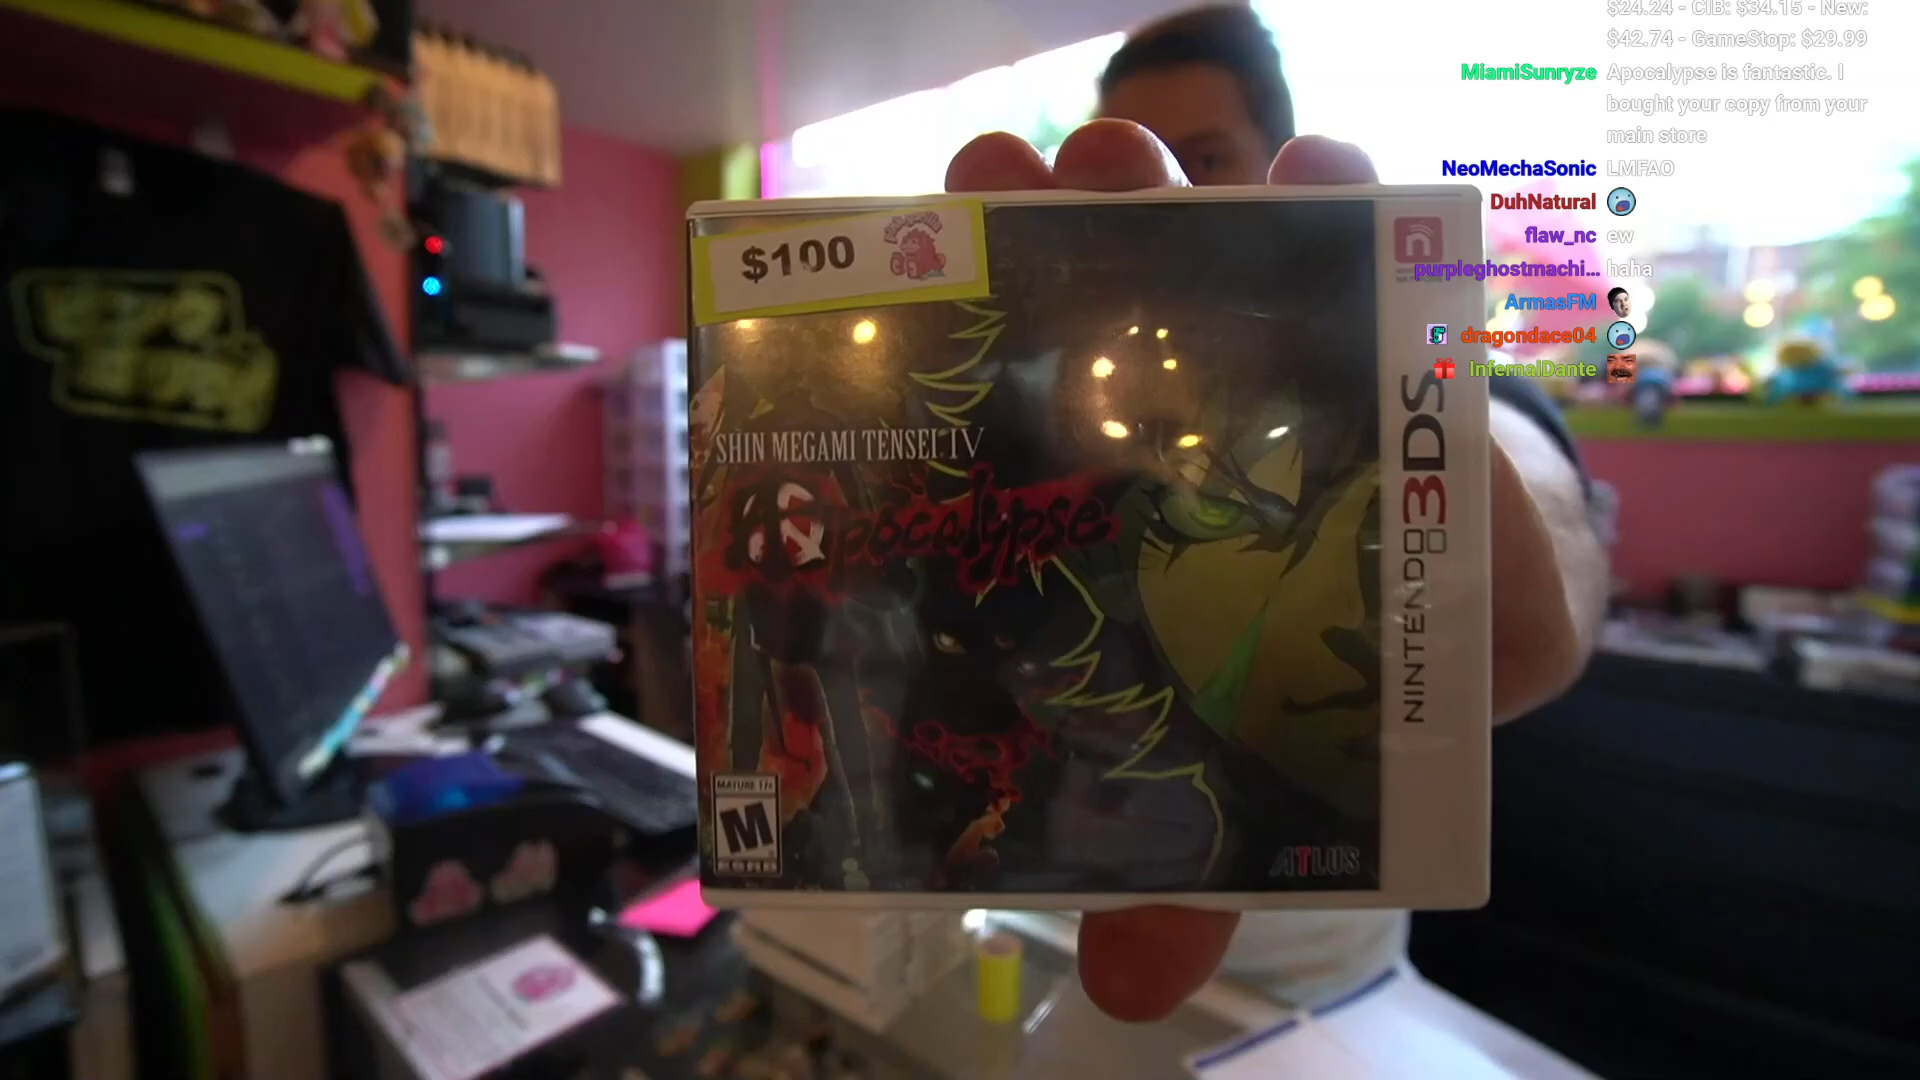 $24.24 - CIB: $34.15 - New:
$42.74 - GameStop: $29.99
MiamiSunryze Apocalypse is fantastic. I
bought your copy from your
main store
NeoMechaSonic LMFAO
DuhNatural
flaw_nc ew
purpleghostmachi... haha
ArmasFM
dragondace04
InfernalDante
$100
SHIN MEGAMI TENSEI IV
Apocalypse
NINTENDO 3DS
MATURE 17+
M
ESRB
ATLUS